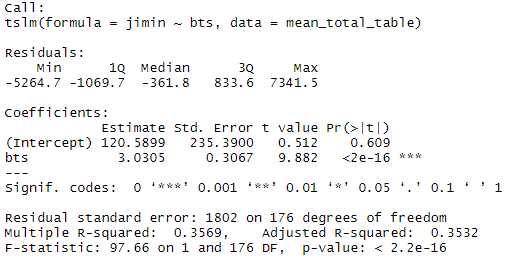 Call:
tslm(formula = jimin ~ bts, data = mean_total_table)
Residuals:
Min 1Q Median 3Q Max
-5264.7 -1069.7 -361.8 833.6 7341.5
Coefficients:
Estimate Std. Error t value Pr(>|t|)
(Intercept) 120.5899 235.3900 0.512 0.609
bts 3.0305 0.3067 9.882 <2e-16 ***
---
Signif. codes: 0 ‘***’ 0.001 ‘**’ 0.01 ‘*’ 0.05 ‘.’ 0.1 ‘ ’ 1
Residual standard error: 1802 on 176 degrees of freedom
Multiple R-squared: 0.3569, Adjusted R-squared: 0.3532
F-statistic: 97.66 on 1 and 176 DF, p-value: < 2.2e-16